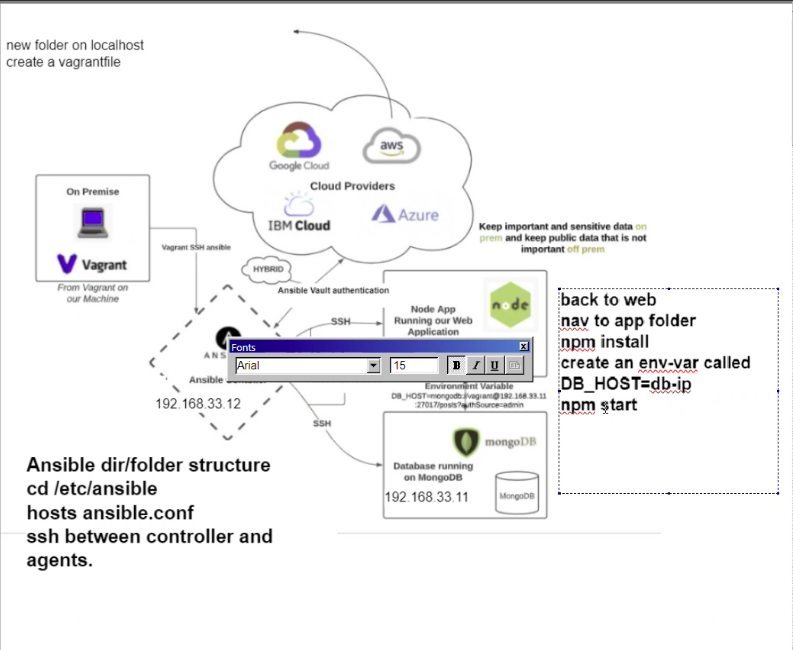 new folder on localhost
create a vagrantfile
Google Cloud
aws
Cloud Providers
IBM Cloud
Azure
On Premise
Vagrant
From Vagrant on
our Machine
Vagrant SSH ansible
Keep important and sensitive data on
prem and keep public data that is not
important off prem
HYBRID
Ansible Vault authentication
SSH
Node App
Running our Web
Application
node
back to web
nav to app folder
npm install
create an env-var called
DB_HOST=db-ip
npm start
Fonts
Arial
15
B I U
A N S
Ansible
192.168.33.12
Environment Variable
DB_HOST=mongodb://vagrant@192.168.33.11
:27017/posts?authSource=admin
SSH
mongoDB
Database running
on MongoDB
192.168.33.11
MongoDB
Ansible dir/folder structure
cd /etc/ansible
hosts ansible.conf
ssh between controller and
agents.